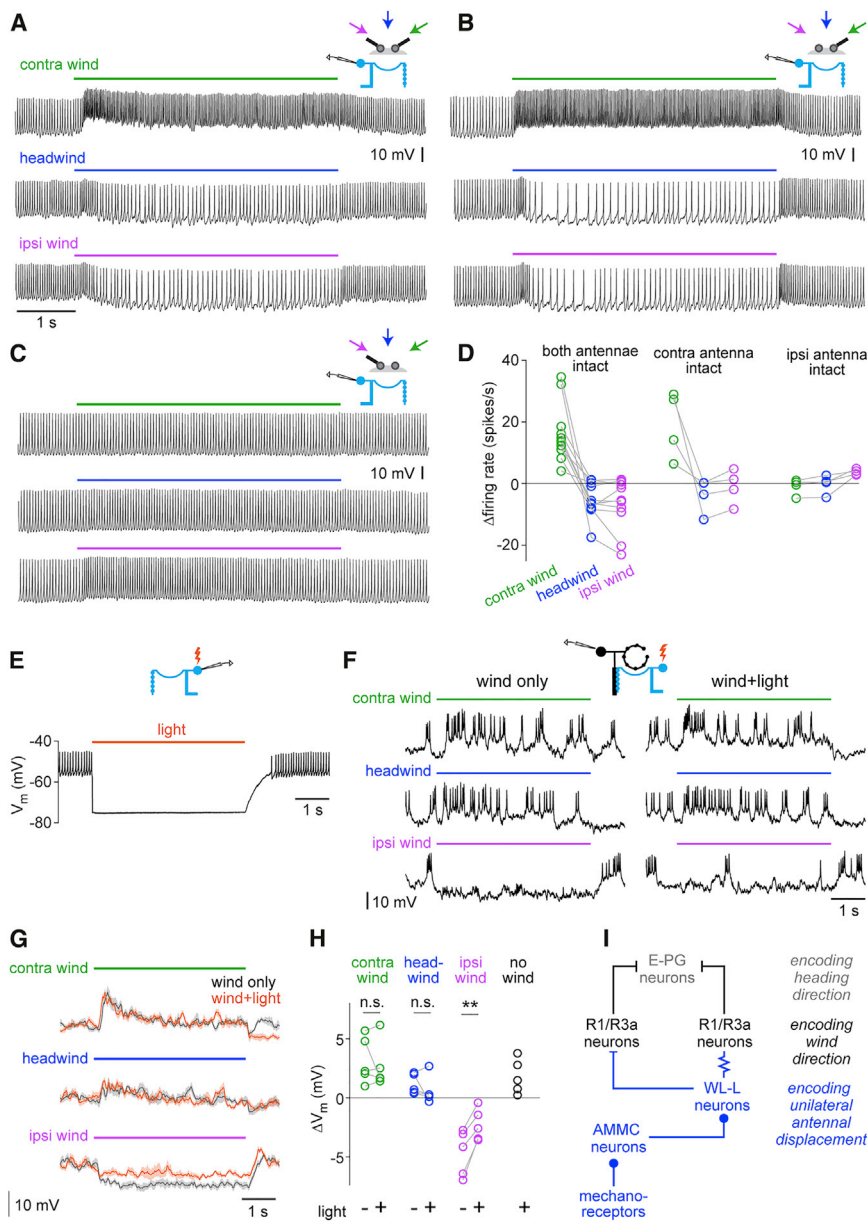 A
contra wind
10 mV
headwind
ipsi wind
1 s
B
10 mV
C
10 mV
D
both antennae
intact
contra antenna
intact
ipsi antenna
intact
40
20
0
-20
Δfiring rate (spikes/s)
contra wind
headwind
ipsi wind
E
light
-40
-60
-80
Vm (mV)
1 s
F
wind only
wind+light
contra wind
headwind
ipsi wind
10 mV
1 s
G
contra wind
wind only
wind+light
headwind
ipsi wind
10 mV
1 s
H
contra
wind
head-
wind
ipsi
wind
no
wind
n.s.
n.s.
**
5
0
-5
ΔVm (mV)
light - + - + - + +
I
E-PG
neurons
encoding
heading
direction
R1/R3a
neurons
R1/R3a
neurons
encoding
wind
direction
WL-L
neurons
encoding
unilateral
antennal
displacement
AMMC
neurons
mechano-
receptors